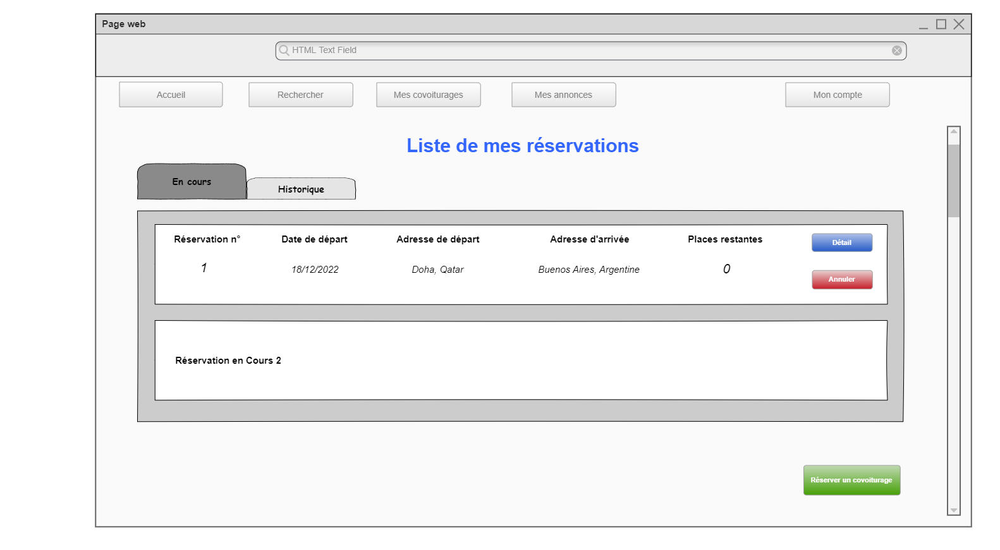 Page web
HTML Text Field
Accueil Rechercher Mes covoiturages Mes annonces Mon compte
Liste de mes réservations
En cours
Historique
Réservation n° Date de départ Adresse de départ Adresse d'arrivée Places restantes Détail
1 18/12/2022 Doha, Qatar Buenos Aires, Argentine 0 Annuler
Réservation en Cours 2
Réserver un covoiturage